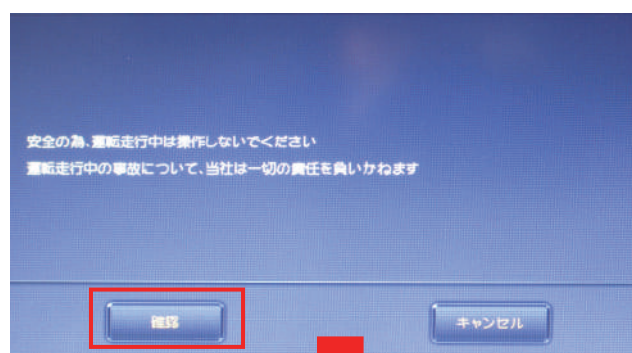 安全の為、運転走行中は操作しないでください
運転走行中の事故について、当社は一切の責任を負いかねます
確認
キャンセル